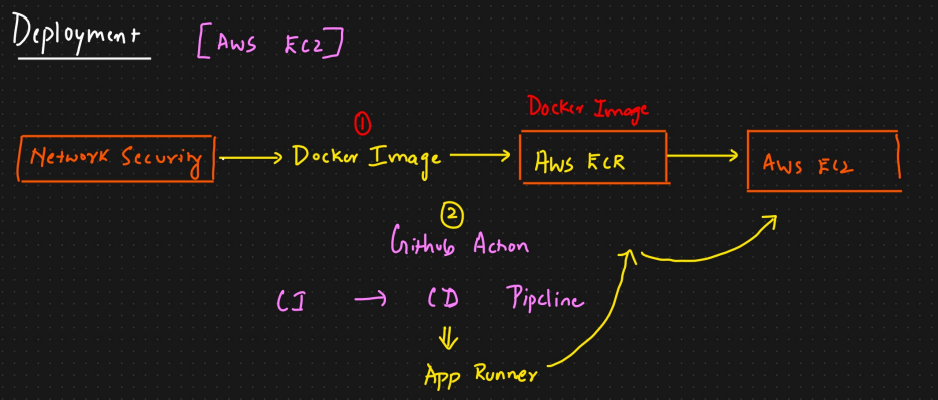 Deployment [AWS EC2]
Docker Image
①
Network Security → Docker Image → AWS ECR → AWS EC2
②
Github Action
CI → CD Pipeline
⇓
App Runner